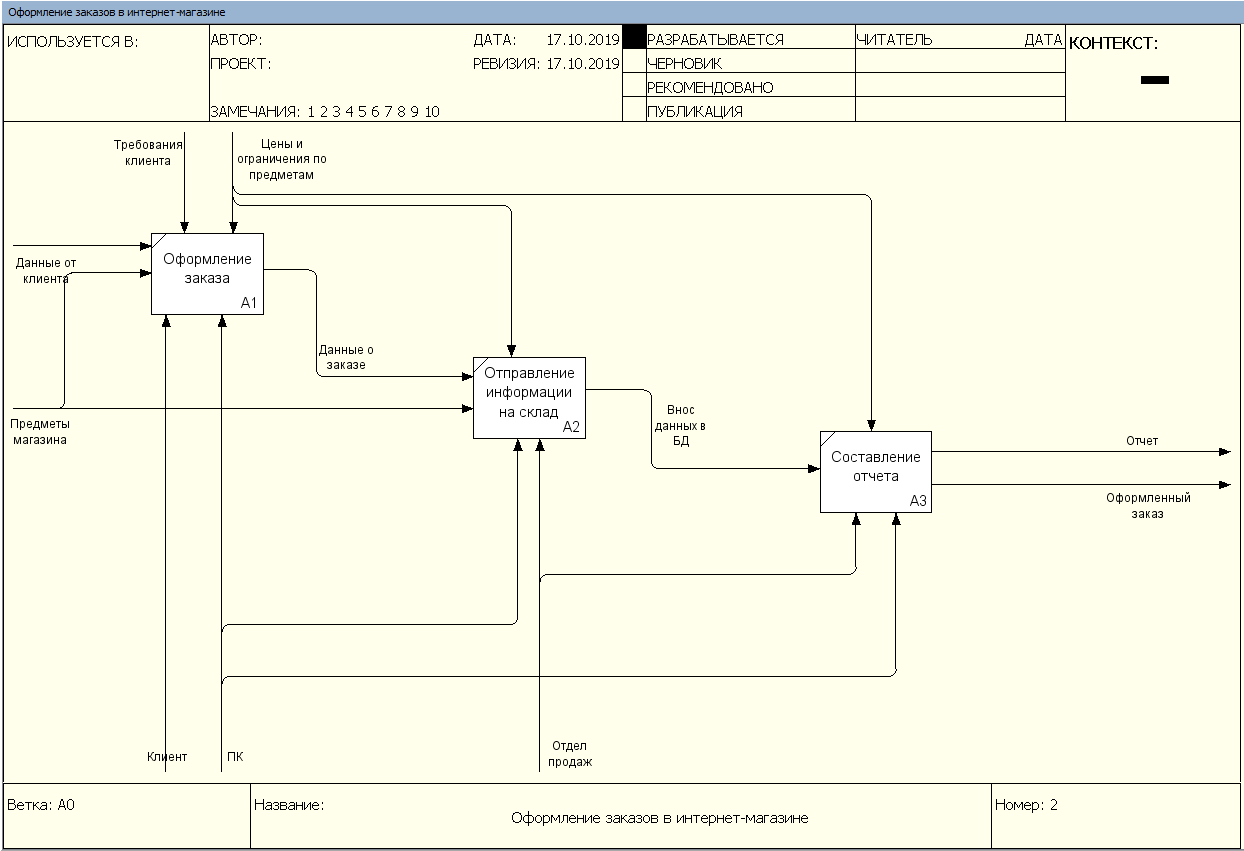 Оформление заказов в интернет-магазине
ИСПОЛЬЗУЕТСЯ В:
АВТОР:
ДАТА: 17.10.2019
ПРОЕКТ:
РЕВИЗИЯ: 17.10.2019
ЗАМЕЧАНИЯ: 1 2 3 4 5 6 7 8 9 10
РАЗРАБАТЫВАЕТСЯ
ЧЕРНОВИК
РЕКОМЕНДОВАНО
ПУБЛИКАЦИЯ
ЧИТАТЕЛЬ
ДАТА
КОНТЕКСТ:
Требования
клиента
Цены и
ограничения по
предметам
Данные от
клиента
Оформление
заказа
A1
Данные о
заказе
Предметы
магазина
Отправление
информации
на склад
A2
Внос
данных в
БД
Составление
отчета
A3
Отчет
Оформленный
заказ
Клиент
ПК
Отдел
продаж
Ветка: A0
Название:
Оформление заказов в интернет-магазине
Номер: 2